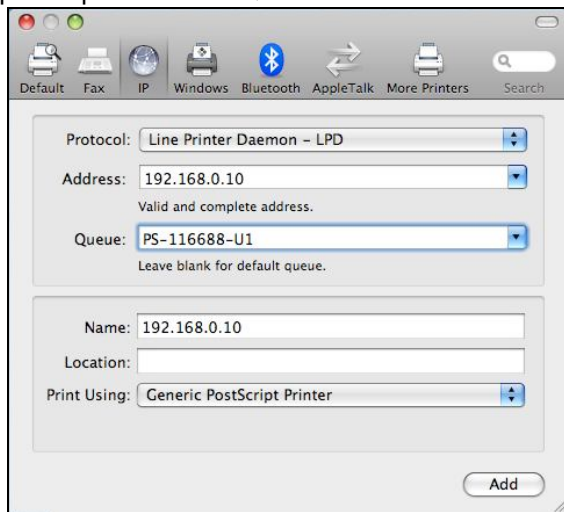 Default Fax IP Windows Bluetooth AppleTalk More Printers Search
Protocol: Line Printer Daemon – LPD
Address: 192.168.0.10
Valid and complete address.
Queue: PS-116688-U1
Leave blank for default queue.
Name: 192.168.0.10
Location:
Print Using: Generic PostScript Printer
Add